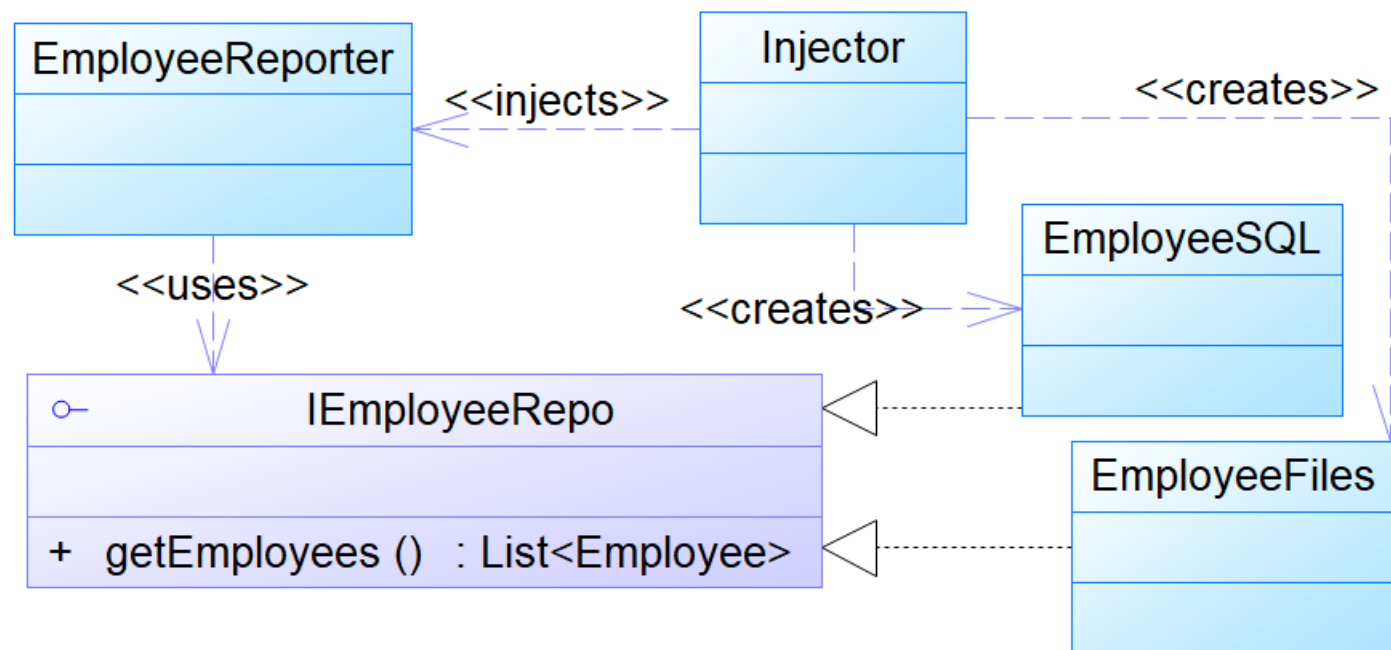 EmployeeReporter
<<injects>>
Injector
<<creates>>
<<uses>>
<<creates>>
EmployeeSQL
IEmployeeRepo
+ getEmployees () : List<Employee>
EmployeeFiles